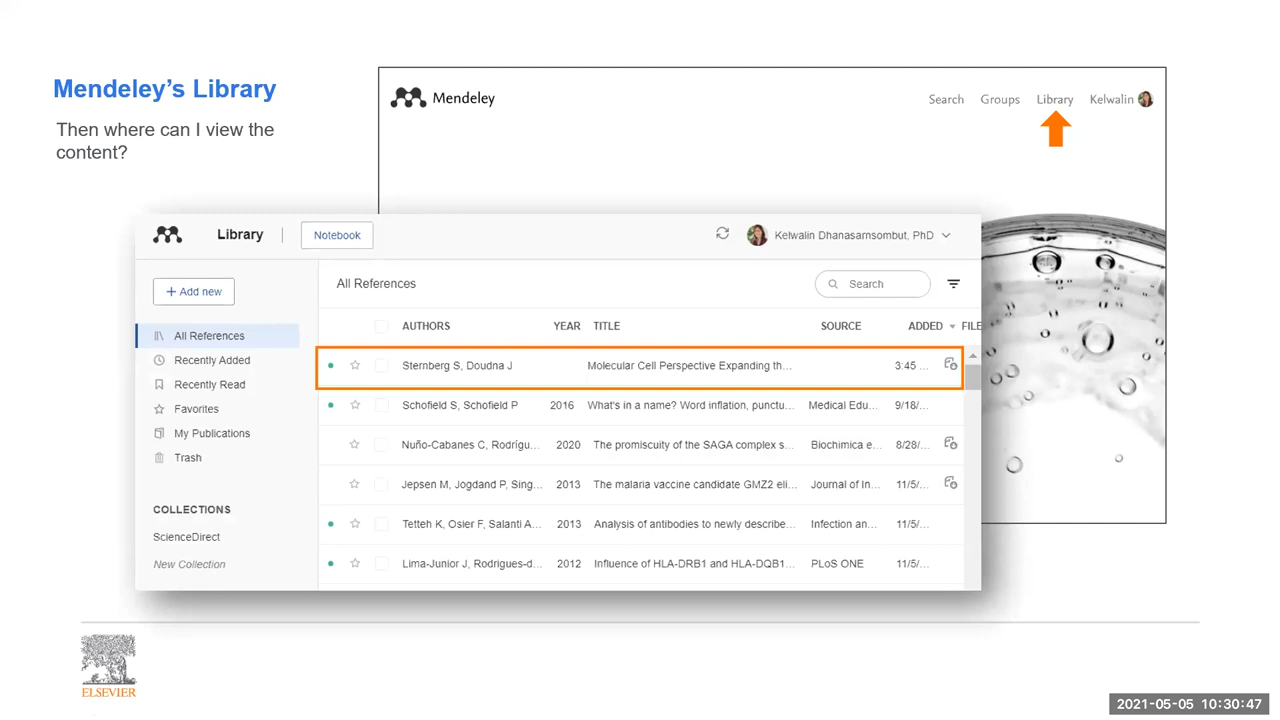 Mendeley's Library
Then where can I view the
content?
Mendeley
Search Groups Library Kelwalin
Library Notebook Kelwalin Dhanasarnsombut, PhD
+ Add new
All References
Recently Added
Recently Read
Favorites
My Publications
Trash
COLLECTIONS
ScienceDirect
New Collection
All References Search
AUTHORS YEAR TITLE SOURCE ADDED FILE
Sternberg S, Doudna J Molecular Cell Perspective Expanding th... 3:45 ...
Schofield S, Schofield P 2016 What's in a name? Word inflation, punctu... Medical Edu... 9/18/...
Nuño-Cabanes C, Rodrígu... 2020 The promiscuity of the SAGA complex s... Biochimica e... 8/28/...
Jepsen M, Jogdand P, Sing... 2013 The malaria vaccine candidate GMZ2 eli... Journal of In... 11/5/...
Tetteh K, Osier F, Salanti A... 2013 Analysis of antibodies to newly describe... Infection an... 11/5/...
Lima-Junior J, Rodrigues-d... 2012 Influence of HLA-DRB1 and HLA-DQB1... PLoS ONE 11/5/...
ELSEVIER
2021-05-05 10:30:47